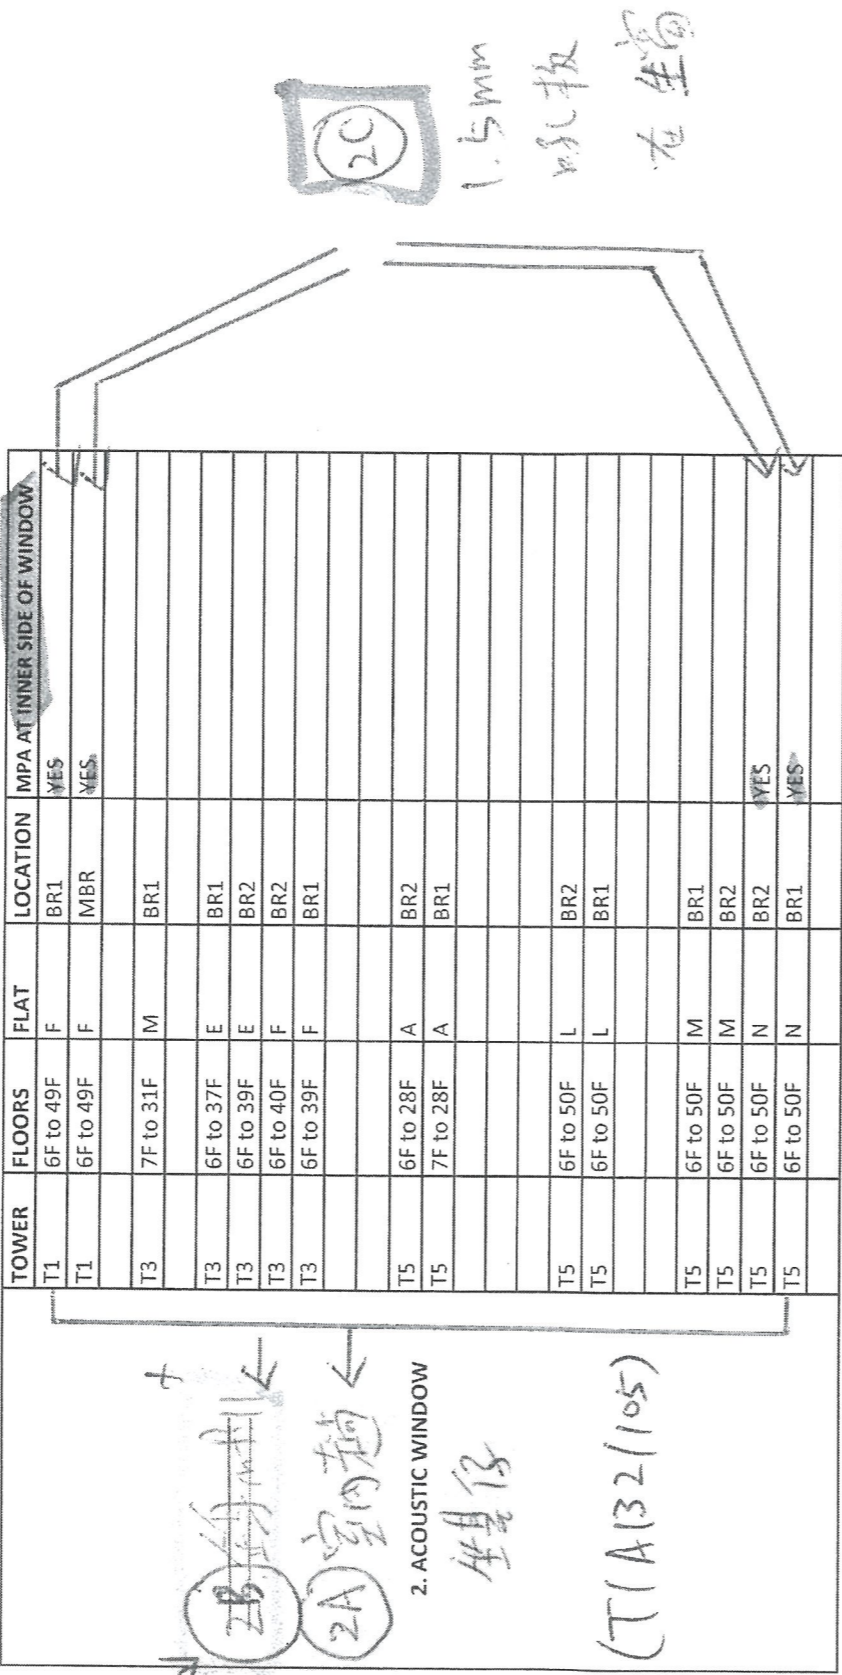 TOWER FLOORS FLAT LOCATION MPA AT INNER SIDE OF WINDOW
T1 6F to 49F F BR1 YES
T1 6F to 49F F MBR YES
T3 7F to 31F M BR1
T3 6F to 37F E BR1
T3 6F to 39F E BR2
T3 6F to 40F F BR2
T3 6F to 39F F BR1
T5 6F to 28F A BR2
T5 7F to 28F A BR1
T5 6F to 50F L BR2
T5 6F to 50F L BR1
T5 6F to 50F M BR1
T5 6F to 50F M BR2
T5 6F to 50F N BR2 YES
T5 6F to 50F N BR1 YES
+
2B
2A 室內趟
2. ACOUSTIC WINDOW
(T1A132/105)
2C
1.5mm